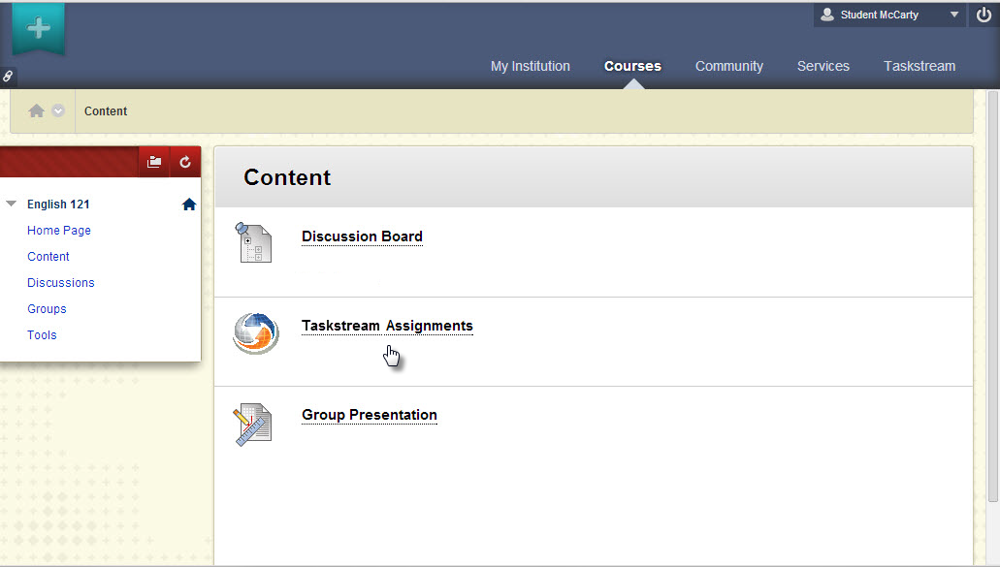 Student McCarty
My Institution Courses Community Services Taskstream
Content
English 121
Home Page
Content
Discussions
Groups
Tools
Content
Discussion Board
Taskstream Assignments
Group Presentation